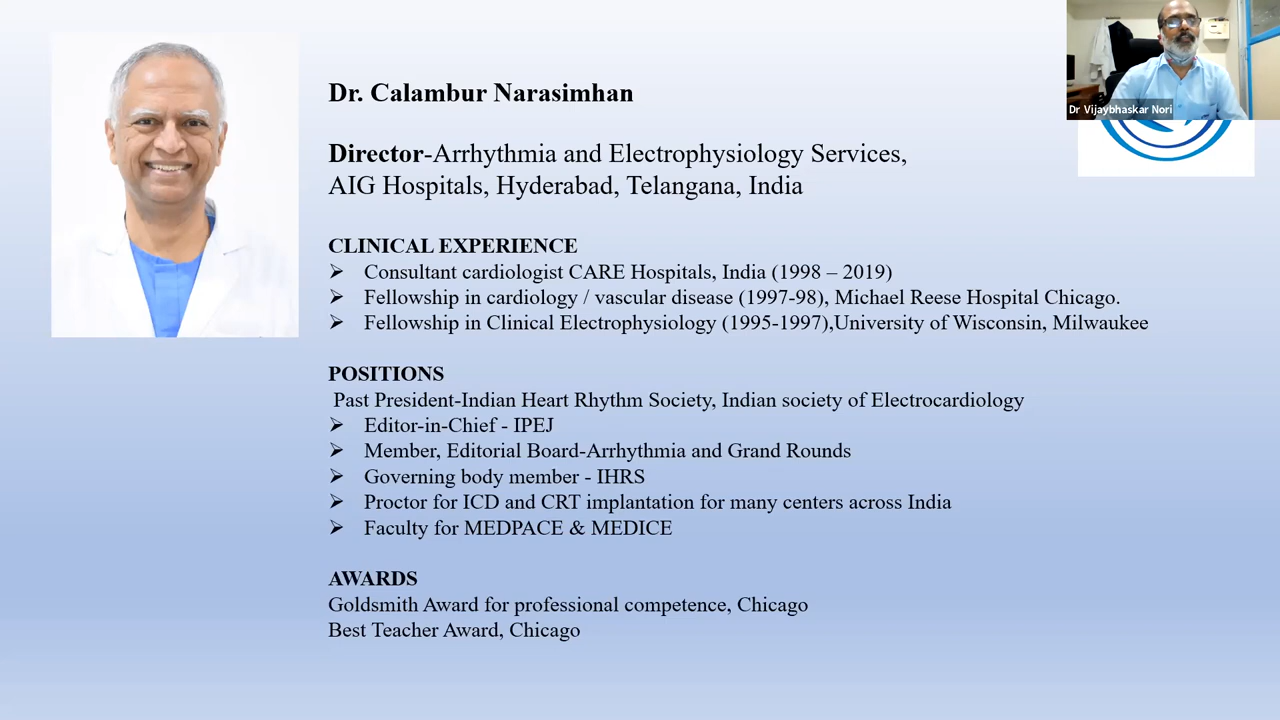 Dr Vijaybhaskar Nori
Dr. Calambur Narasimhan
Director-Arrhythmia and Electrophysiology Services,
AIG Hospitals, Hyderabad, Telangana, India
CLINICAL EXPERIENCE
➢ Consultant cardiologist CARE Hospitals, India (1998 – 2019)
➢ Fellowship in cardiology / vascular disease (1997-98), Michael Reese Hospital Chicago.
➢ Fellowship in Clinical Electrophysiology (1995-1997),University of Wisconsin, Milwaukee
POSITIONS
Past President-Indian Heart Rhythm Society, Indian society of Electrocardiology
➢ Editor-in-Chief - IPEJ
➢ Member, Editorial Board-Arrhythmia and Grand Rounds
➢ Governing body member - IHRS
➢ Proctor for ICD and CRT implantation for many centers across India
➢ Faculty for MEDPACE & MEDICE
AWARDS
Goldsmith Award for professional competence, Chicago
Best Teacher Award, Chicago